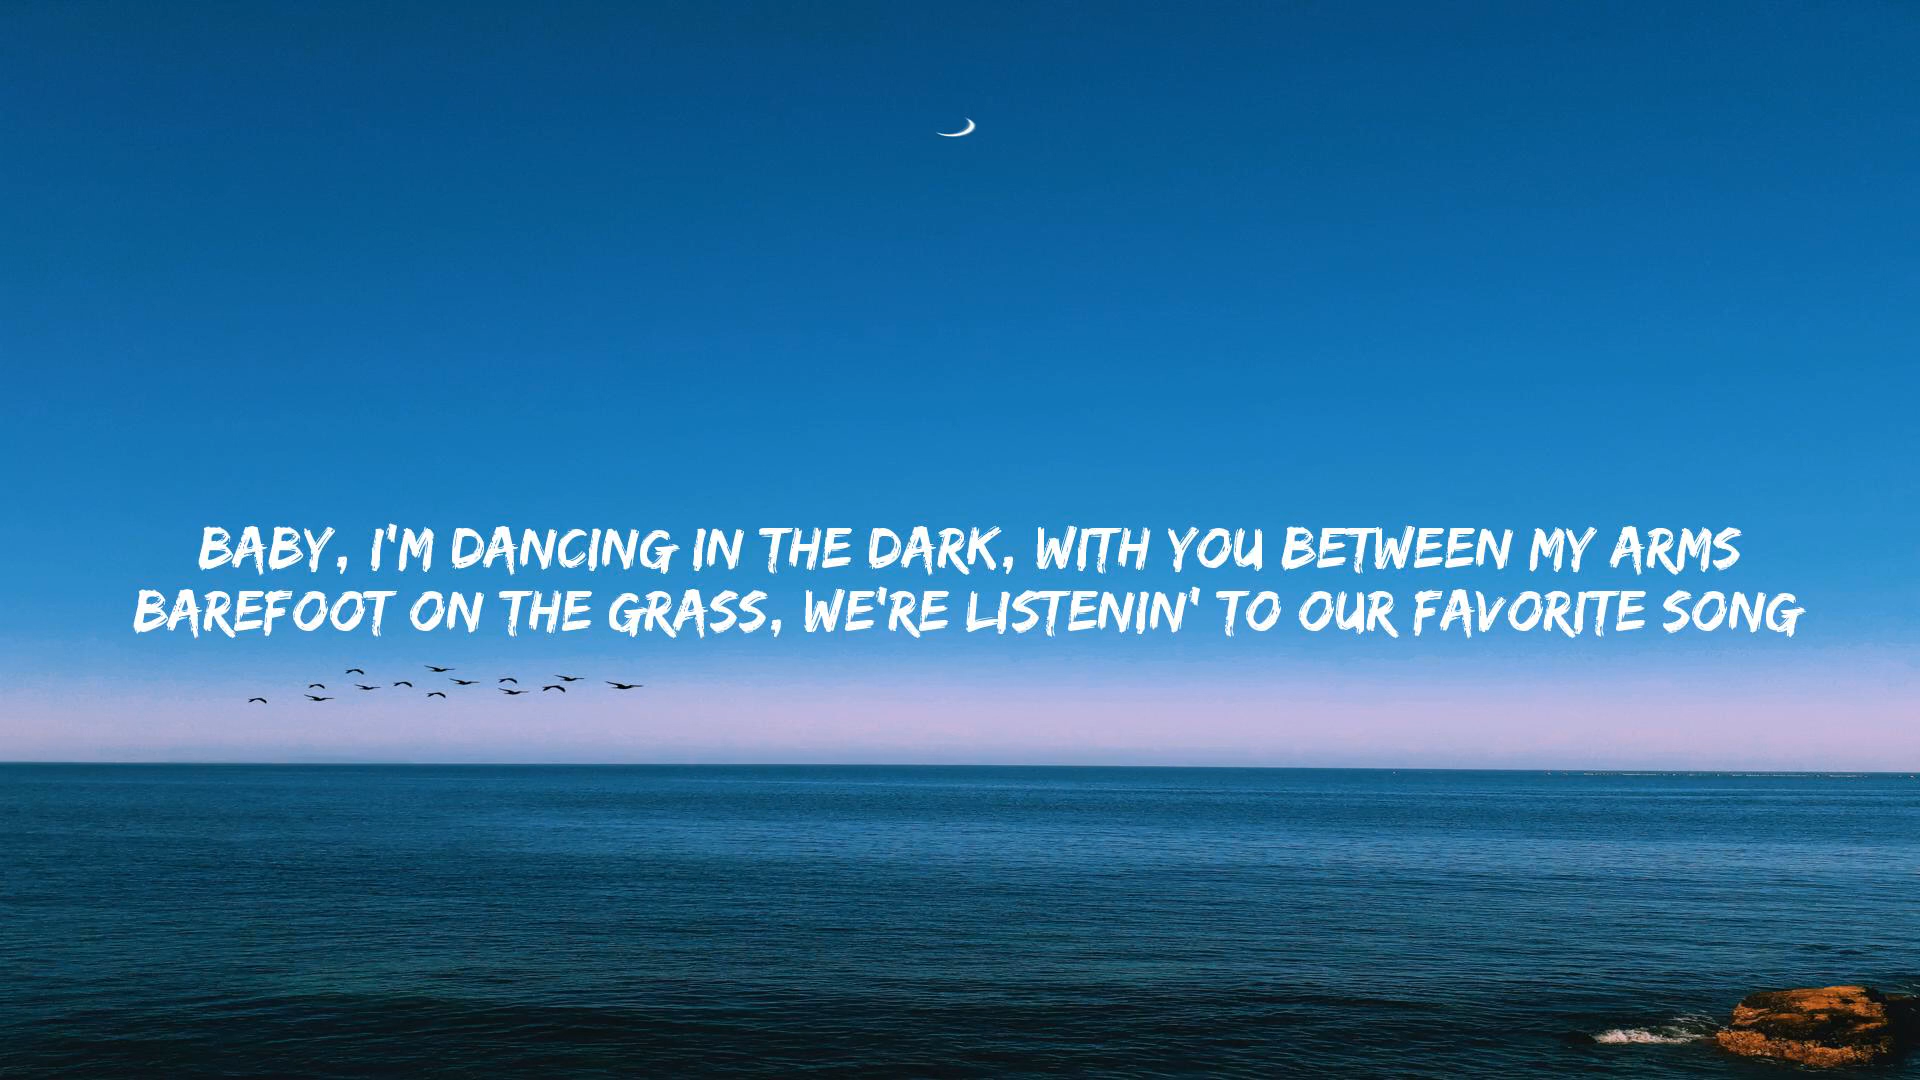 BABY, I'M DANCING IN THE DARK, WITH YOU BETWEEN MY ARMS
BAREFOOT ON THE GRASS, WE'RE LISTENIN' TO OUR FAVORITE SONG